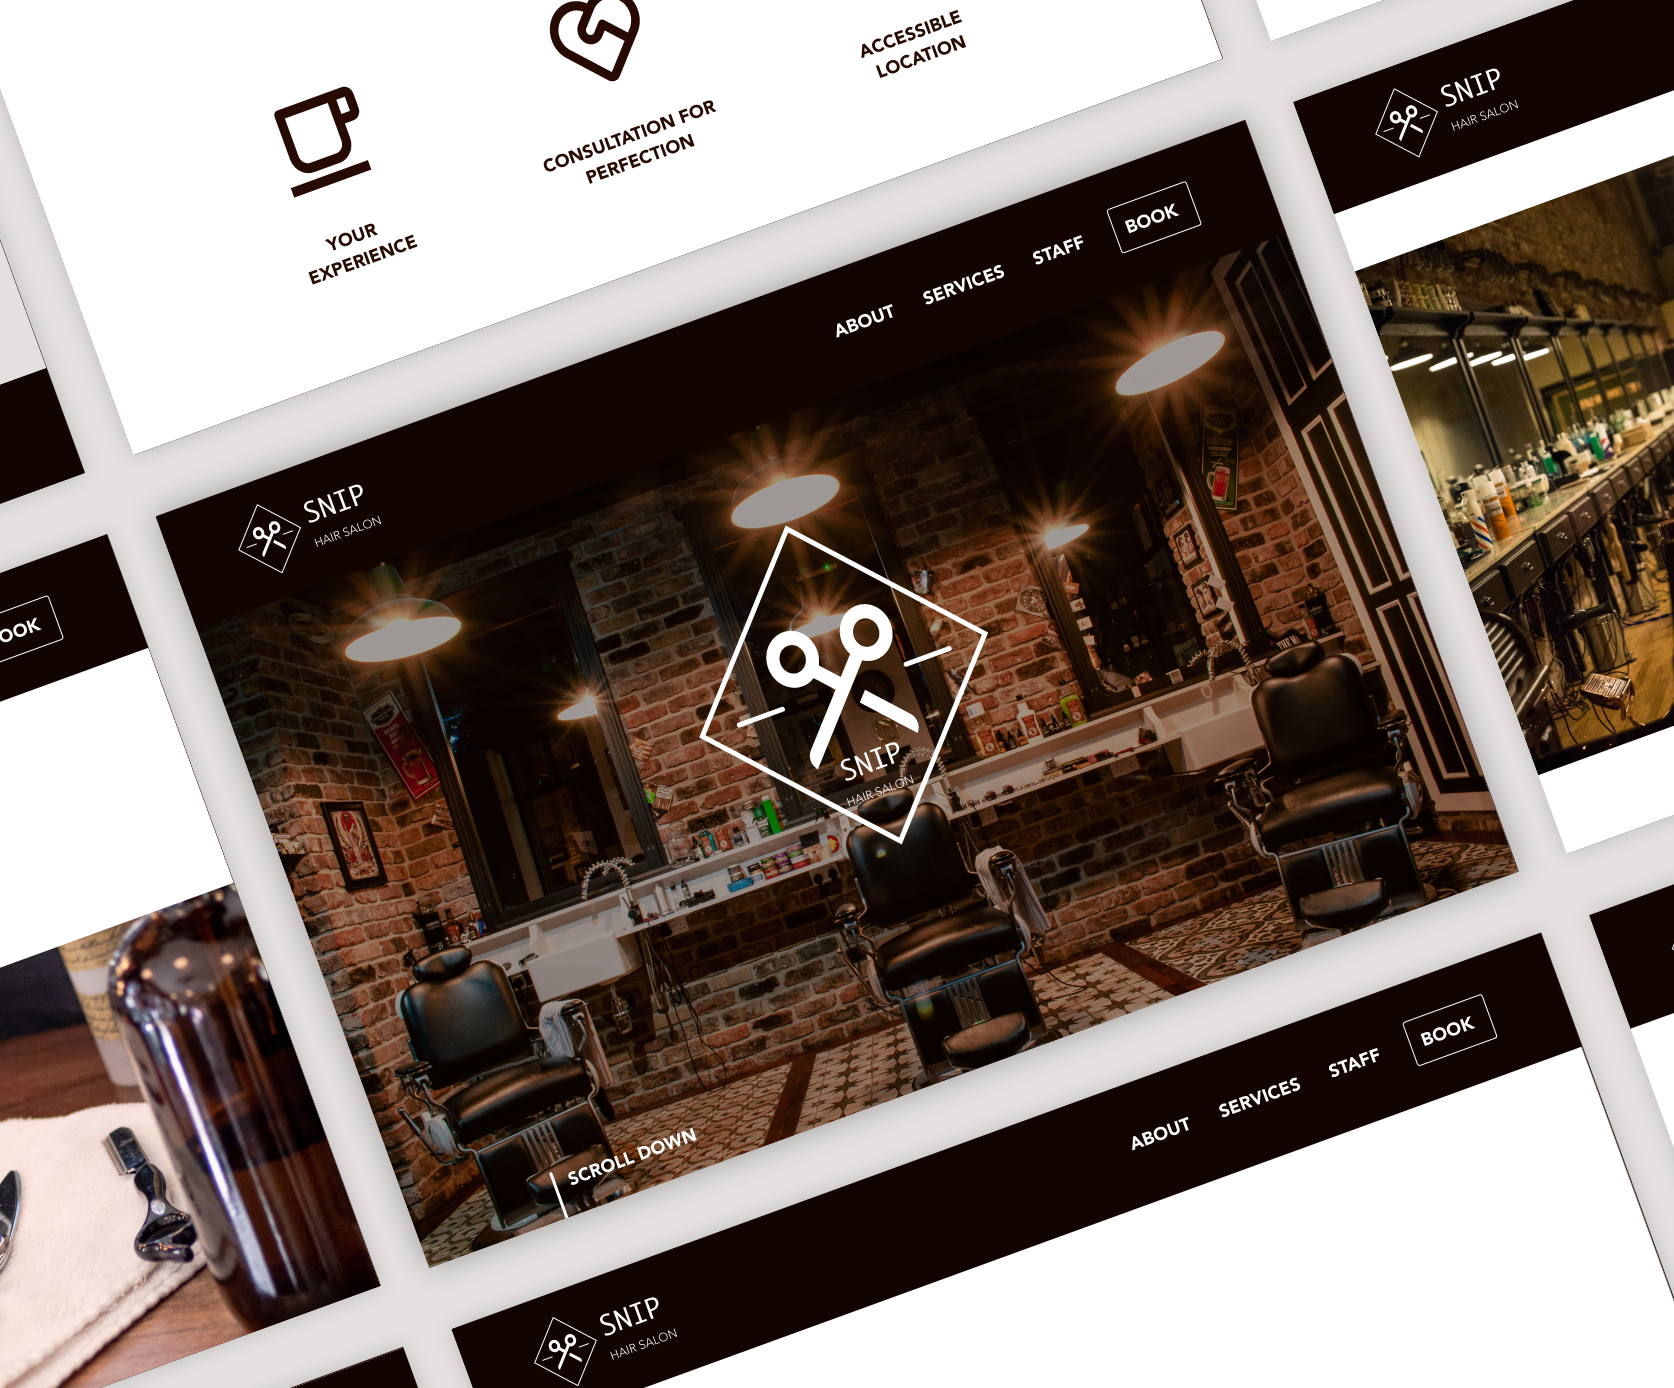 ACCESSIBLE
LOCATION
CONSULTATION FOR
PERFECTION
YOUR
EXPERIENCE
SNIP
HAIR SALON
ABOUT
SERVICES
STAFF
BOOK
SNIP
HAIR SALON
SNIP
HAIR SALON
OOK
SCROLL DOWN
ABOUT
SERVICES
STAFF
BOOK
SNIP
HAIR SALON